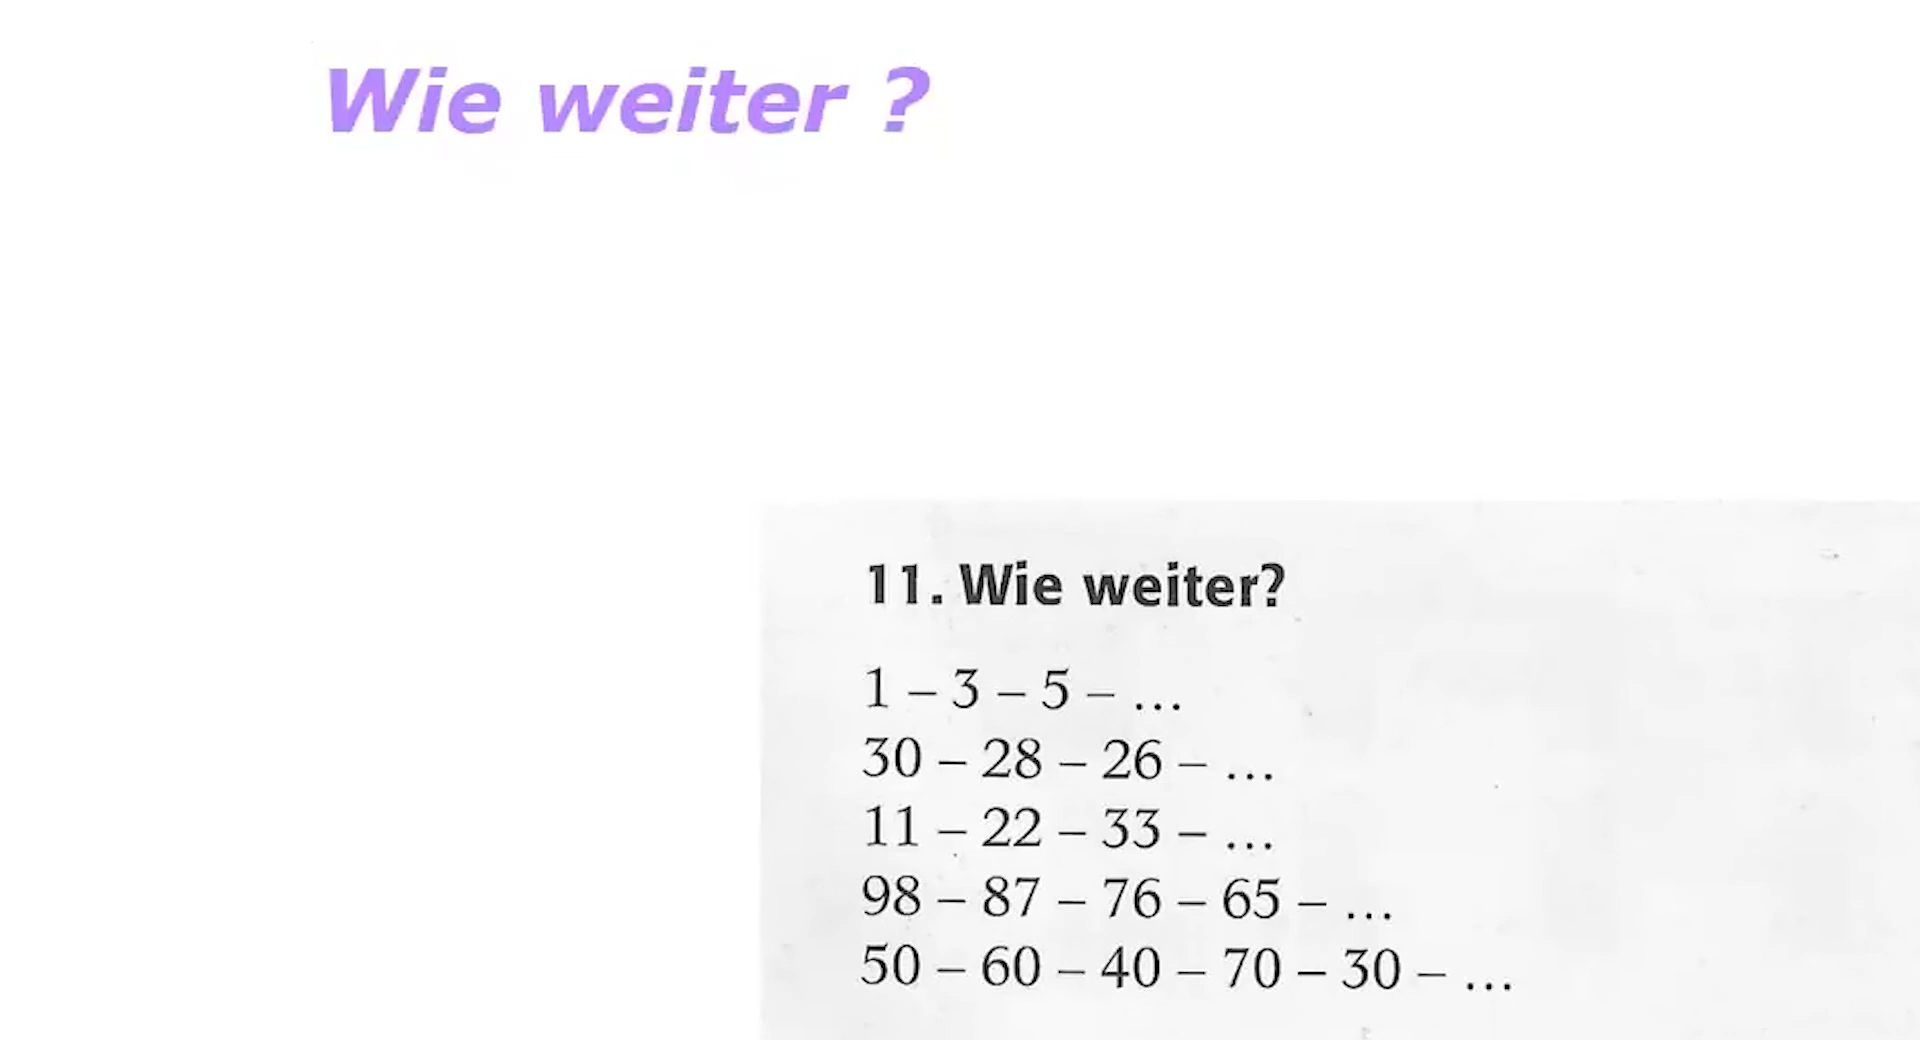 Wie weiter ?
11. Wie weiter?
1 – 3 – 5 – ...
30 – 28 – 26 – ...
11 – 22 – 33 – ...
98 – 87 – 76 – 65 – ...
50 – 60 – 40 – 70 – 30 – ...